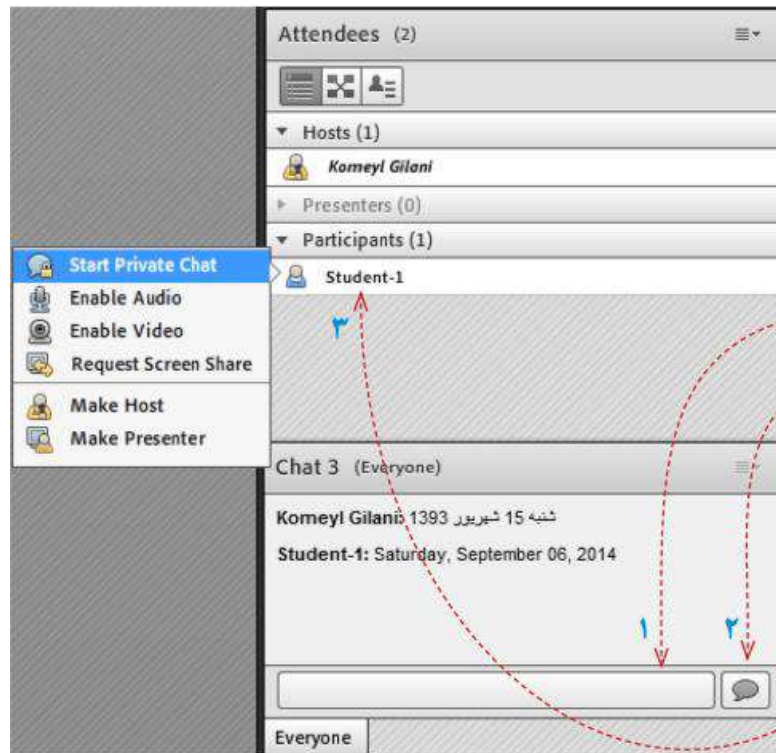 Attendees (2)
Hosts (1)
Komeyl Gilani
Presenters (0)
Participants (1)
Student-1
Start Private Chat
Enable Audio
Enable Video
Request Screen Share
Make Host
Make Presenter
۳
Chat 3 (Everyone)
Komeyl Gilani: شنبه 15 شهریور 1393
Student-1: Saturday, September 06, 2014
۱
۲
Everyone